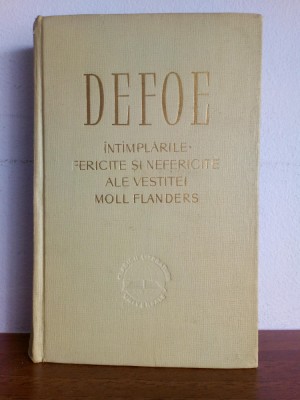 DEFOE
ÎNTÎMPLĂRILE
FERICITE ȘI NEFERICITE
ALE VESTITEI
MOLL FLANDERS